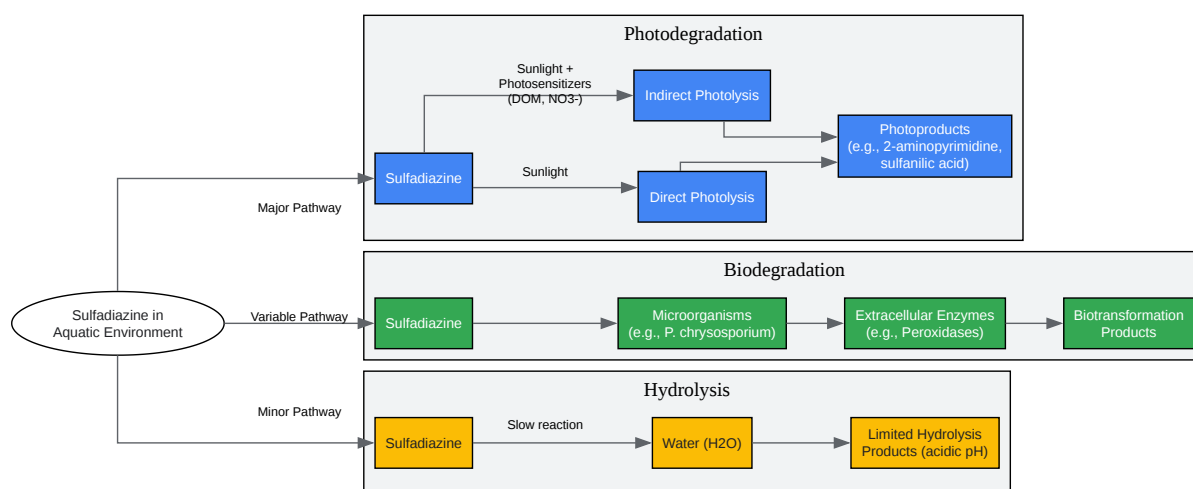 Photodegradation
Sunlight +
Photosensitizers
(DOM, NO3-)
Indirect Photolysis
Photoproducts
(e.g., 2-aminopyrimidine,
sulfanilic acid)
Sulfadiazine
Sunlight
Direct Photolysis
Major Pathway
Biodegradation
Sulfadiazine in
Aquatic Environment
Variable Pathway
Sulfadiazine
Microorganisms
(e.g., P. chrysosporium)
Extracellular Enzymes
(e.g., Peroxidases)
Biotransformation
Products
Hydrolysis
Minor Pathway
Sulfadiazine
Slow reaction
Water (H2O)
Limited Hydrolysis
Products (acidic pH)